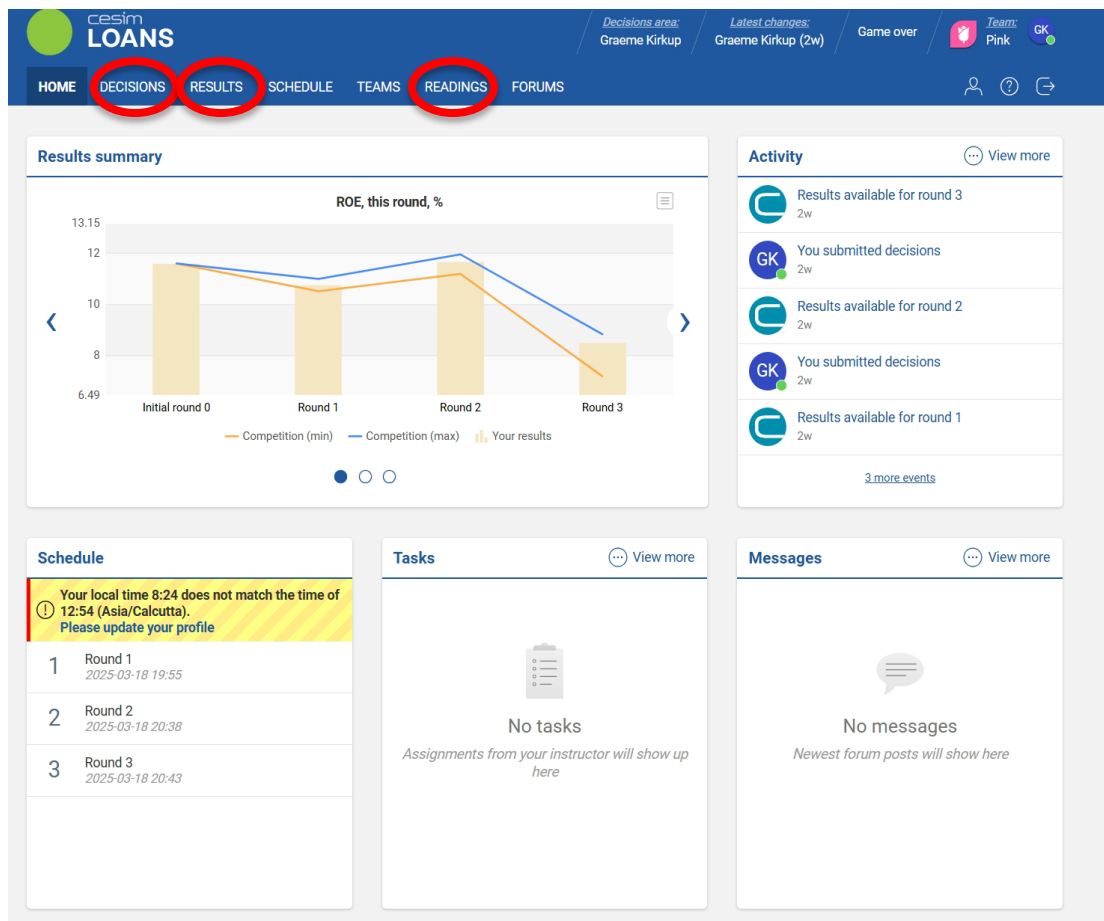 cesim
LOANS
Decisions area:
Graeme Kirkup
Latest changes:
Graeme Kirkup (2w)
Game over
Team:
Pink
GK
HOME DECISIONS RESULTS SCHEDULE TEAMS READINGS FORUMS
Results summary
ROE, this round, %
13.15
12
10
8
6.49
Initial round 0 Round 1 Round 2 Round 3
Competition (min) Competition (max) Your results
Activity
View more
Results available for round 3
2w
GK
You submitted decisions
2w
Results available for round 2
2w
GK
You submitted decisions
2w
Results available for round 1
2w
3 more events
Schedule
Your local time 8:24 does not match the time of
12:54 (Asia/Calcutta).
Please update your profile
1 Round 1
2025-03-18 19:55
2 Round 2
2025-03-18 20:38
3 Round 3
2025-03-18 20:43
Tasks
View more
No tasks
Assignments from your instructor will show up
here
Messages
View more
No messages
Newest forum posts will show here